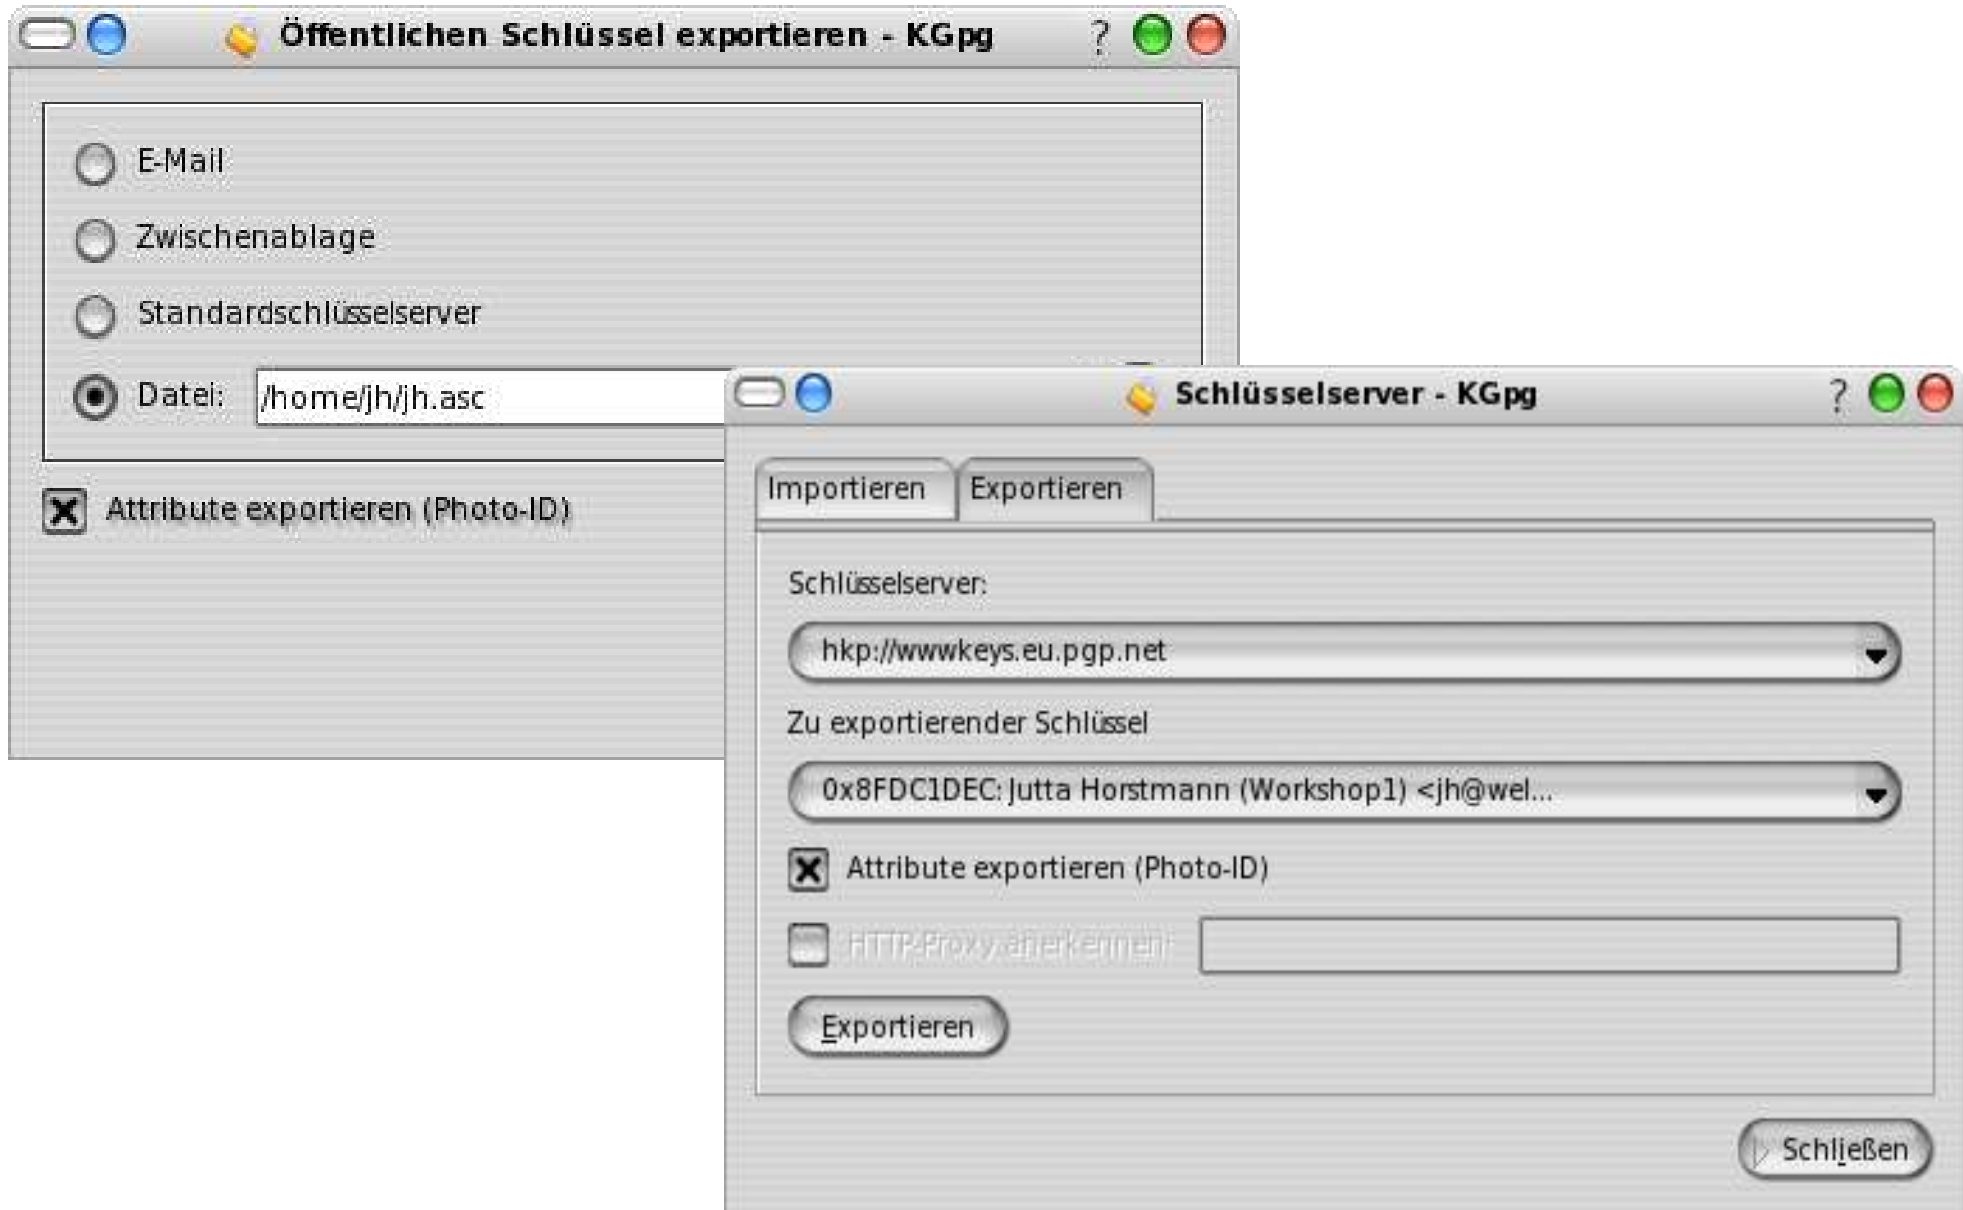 Öffentlichen Schlüssel exportieren - KGpg ?
E-Mail
Zwischenablage
Standardschlüsselserver
Datei: /home/jh/jh.asc
Attribute exportieren (Photo-ID)
Schlüsselserver - KGpg ?
Importieren Exportieren
Schlüsselserver:
hkp://wwwkeys.eu.pgp.net
Zu exportierender Schlüssel
0x8FDC1DEC: Jutta Horstmann (Workshop1) <jh@wel...
Attribute exportieren (Photo-ID)
HTTP-Proxy anerkennen:
Exportieren
Schließen